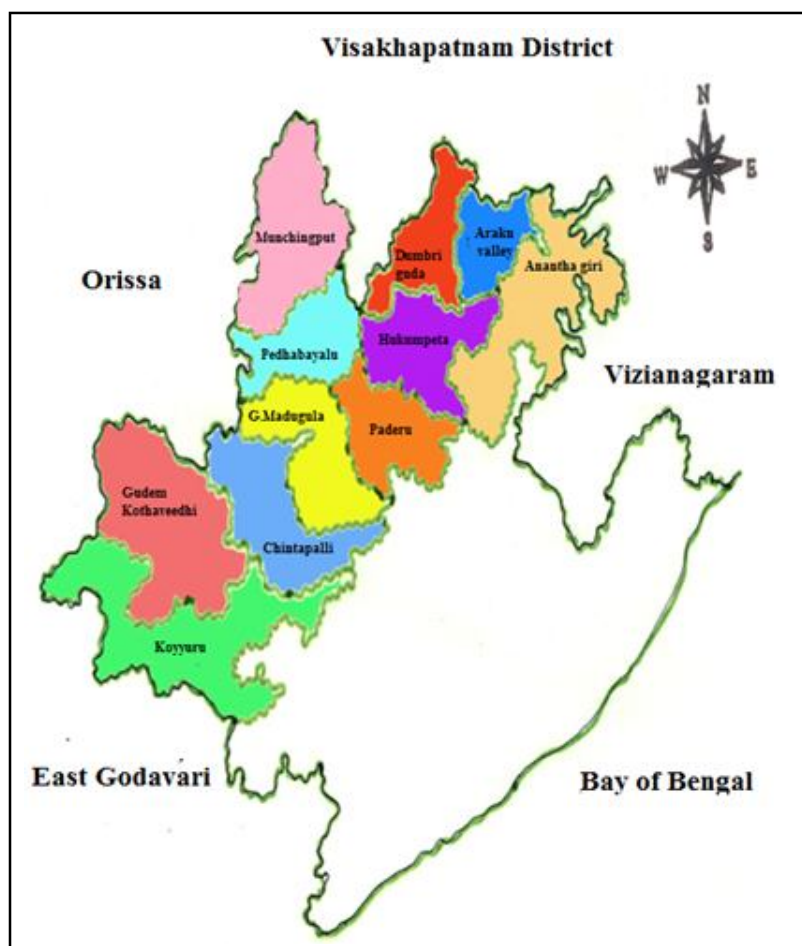 Visakhapatnam District
N
W
E
S
Munchingput
Dumbri
guda
Araku
valley
Anantha giri
Orissa
Hukumpeta
Pedhabayalu
Vizianagaram
G.Madugula
Paderu
Gudem
Kothaveedhi
Chintapalli
Koyyuru
East Godavari
Bay of Bengal